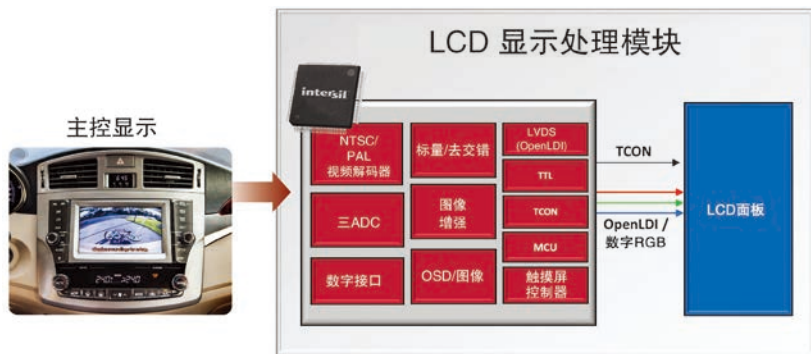 LCD 显示处理模块
intersil
主控显示
NTSC/
PAL
视频解码器
三ADC
数字接口
标量/去交错
图像
增强
OSD/图像
LVDS
(OpenLDI)
TTL
TCON
MCU
触摸屏
控制器
TCON
OpenLDI /
数字RGB
LCD面板